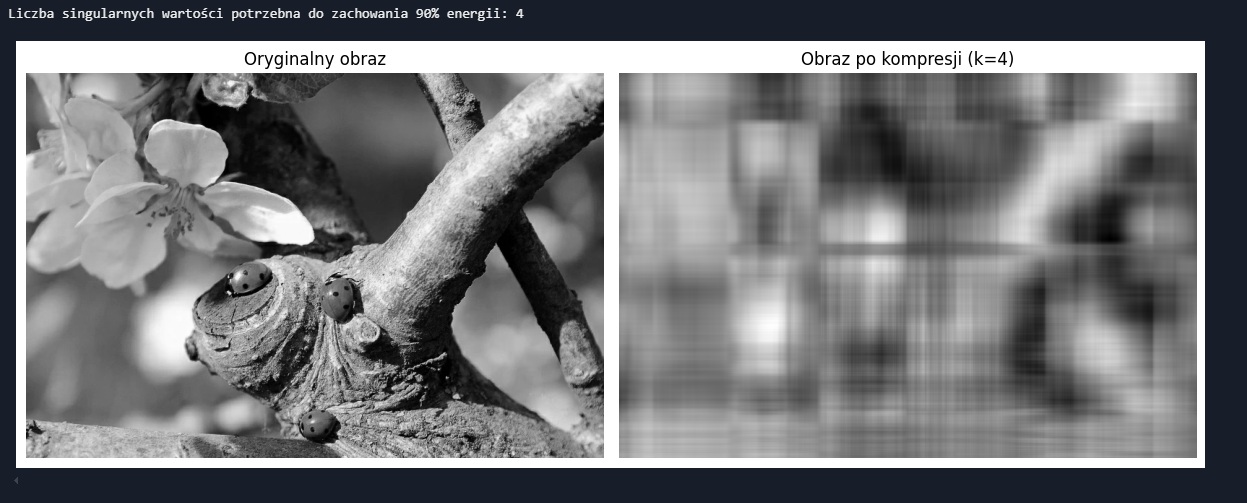 Liczba singularnych wartości potrzebna do zachowania 90% energii: 4
Oryginalny obraz
Obraz po kompresji (k=4)